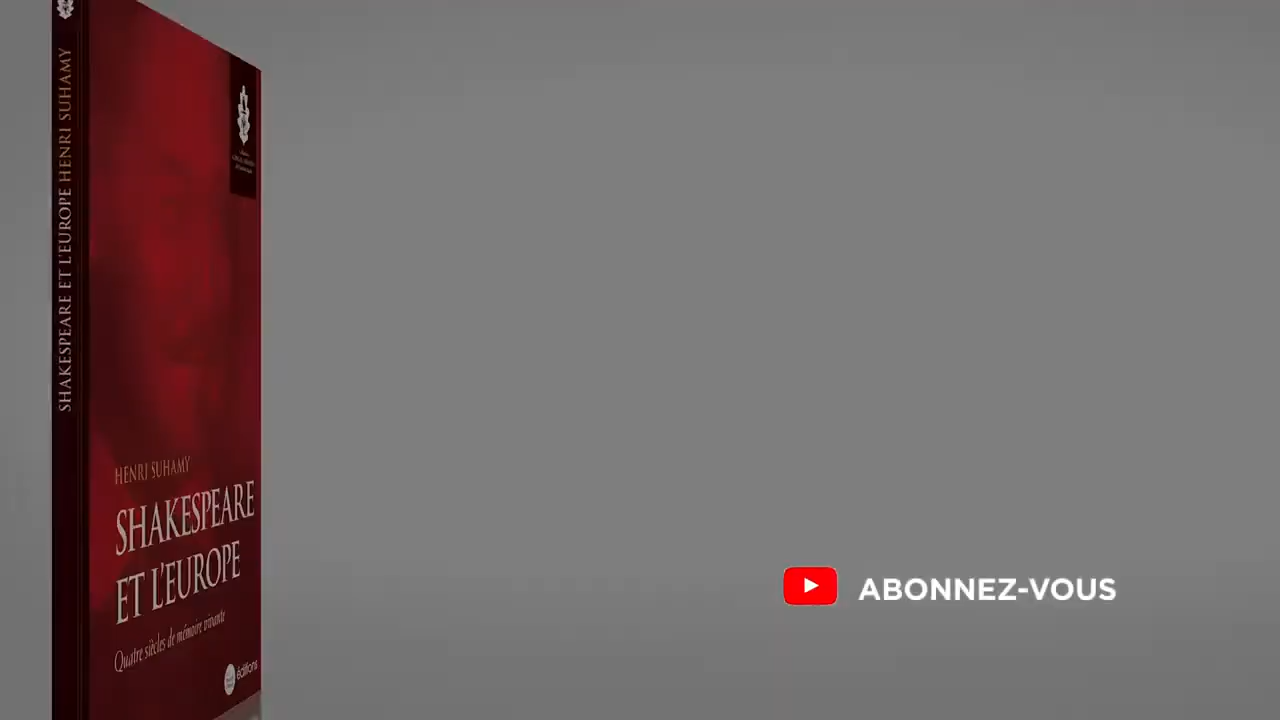 SHAKESPEARE ET L'EUROPE HENRI SUHAMY
HENRI SUHAMY
SHAKESPEARE
ET L'EUROPE
Quatre siècles de mémoire vivante
éditions
ABONNEZ-VOUS